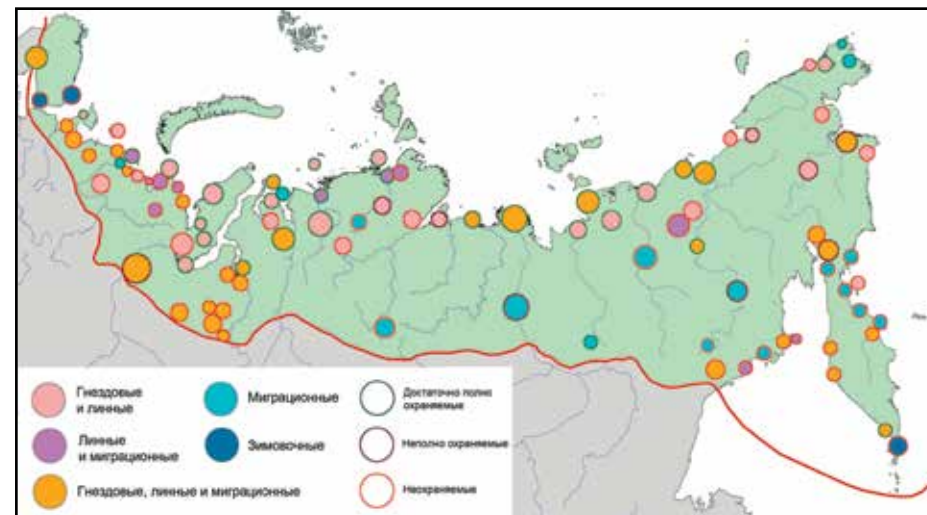 Гнездовые
и линные
Линные
и миграционные
Гнездовые, линные и миграционные
Миграционные
Зимовочные
Достаточно полно
охраняемые
Неполно охраняемые
Неохраняемые